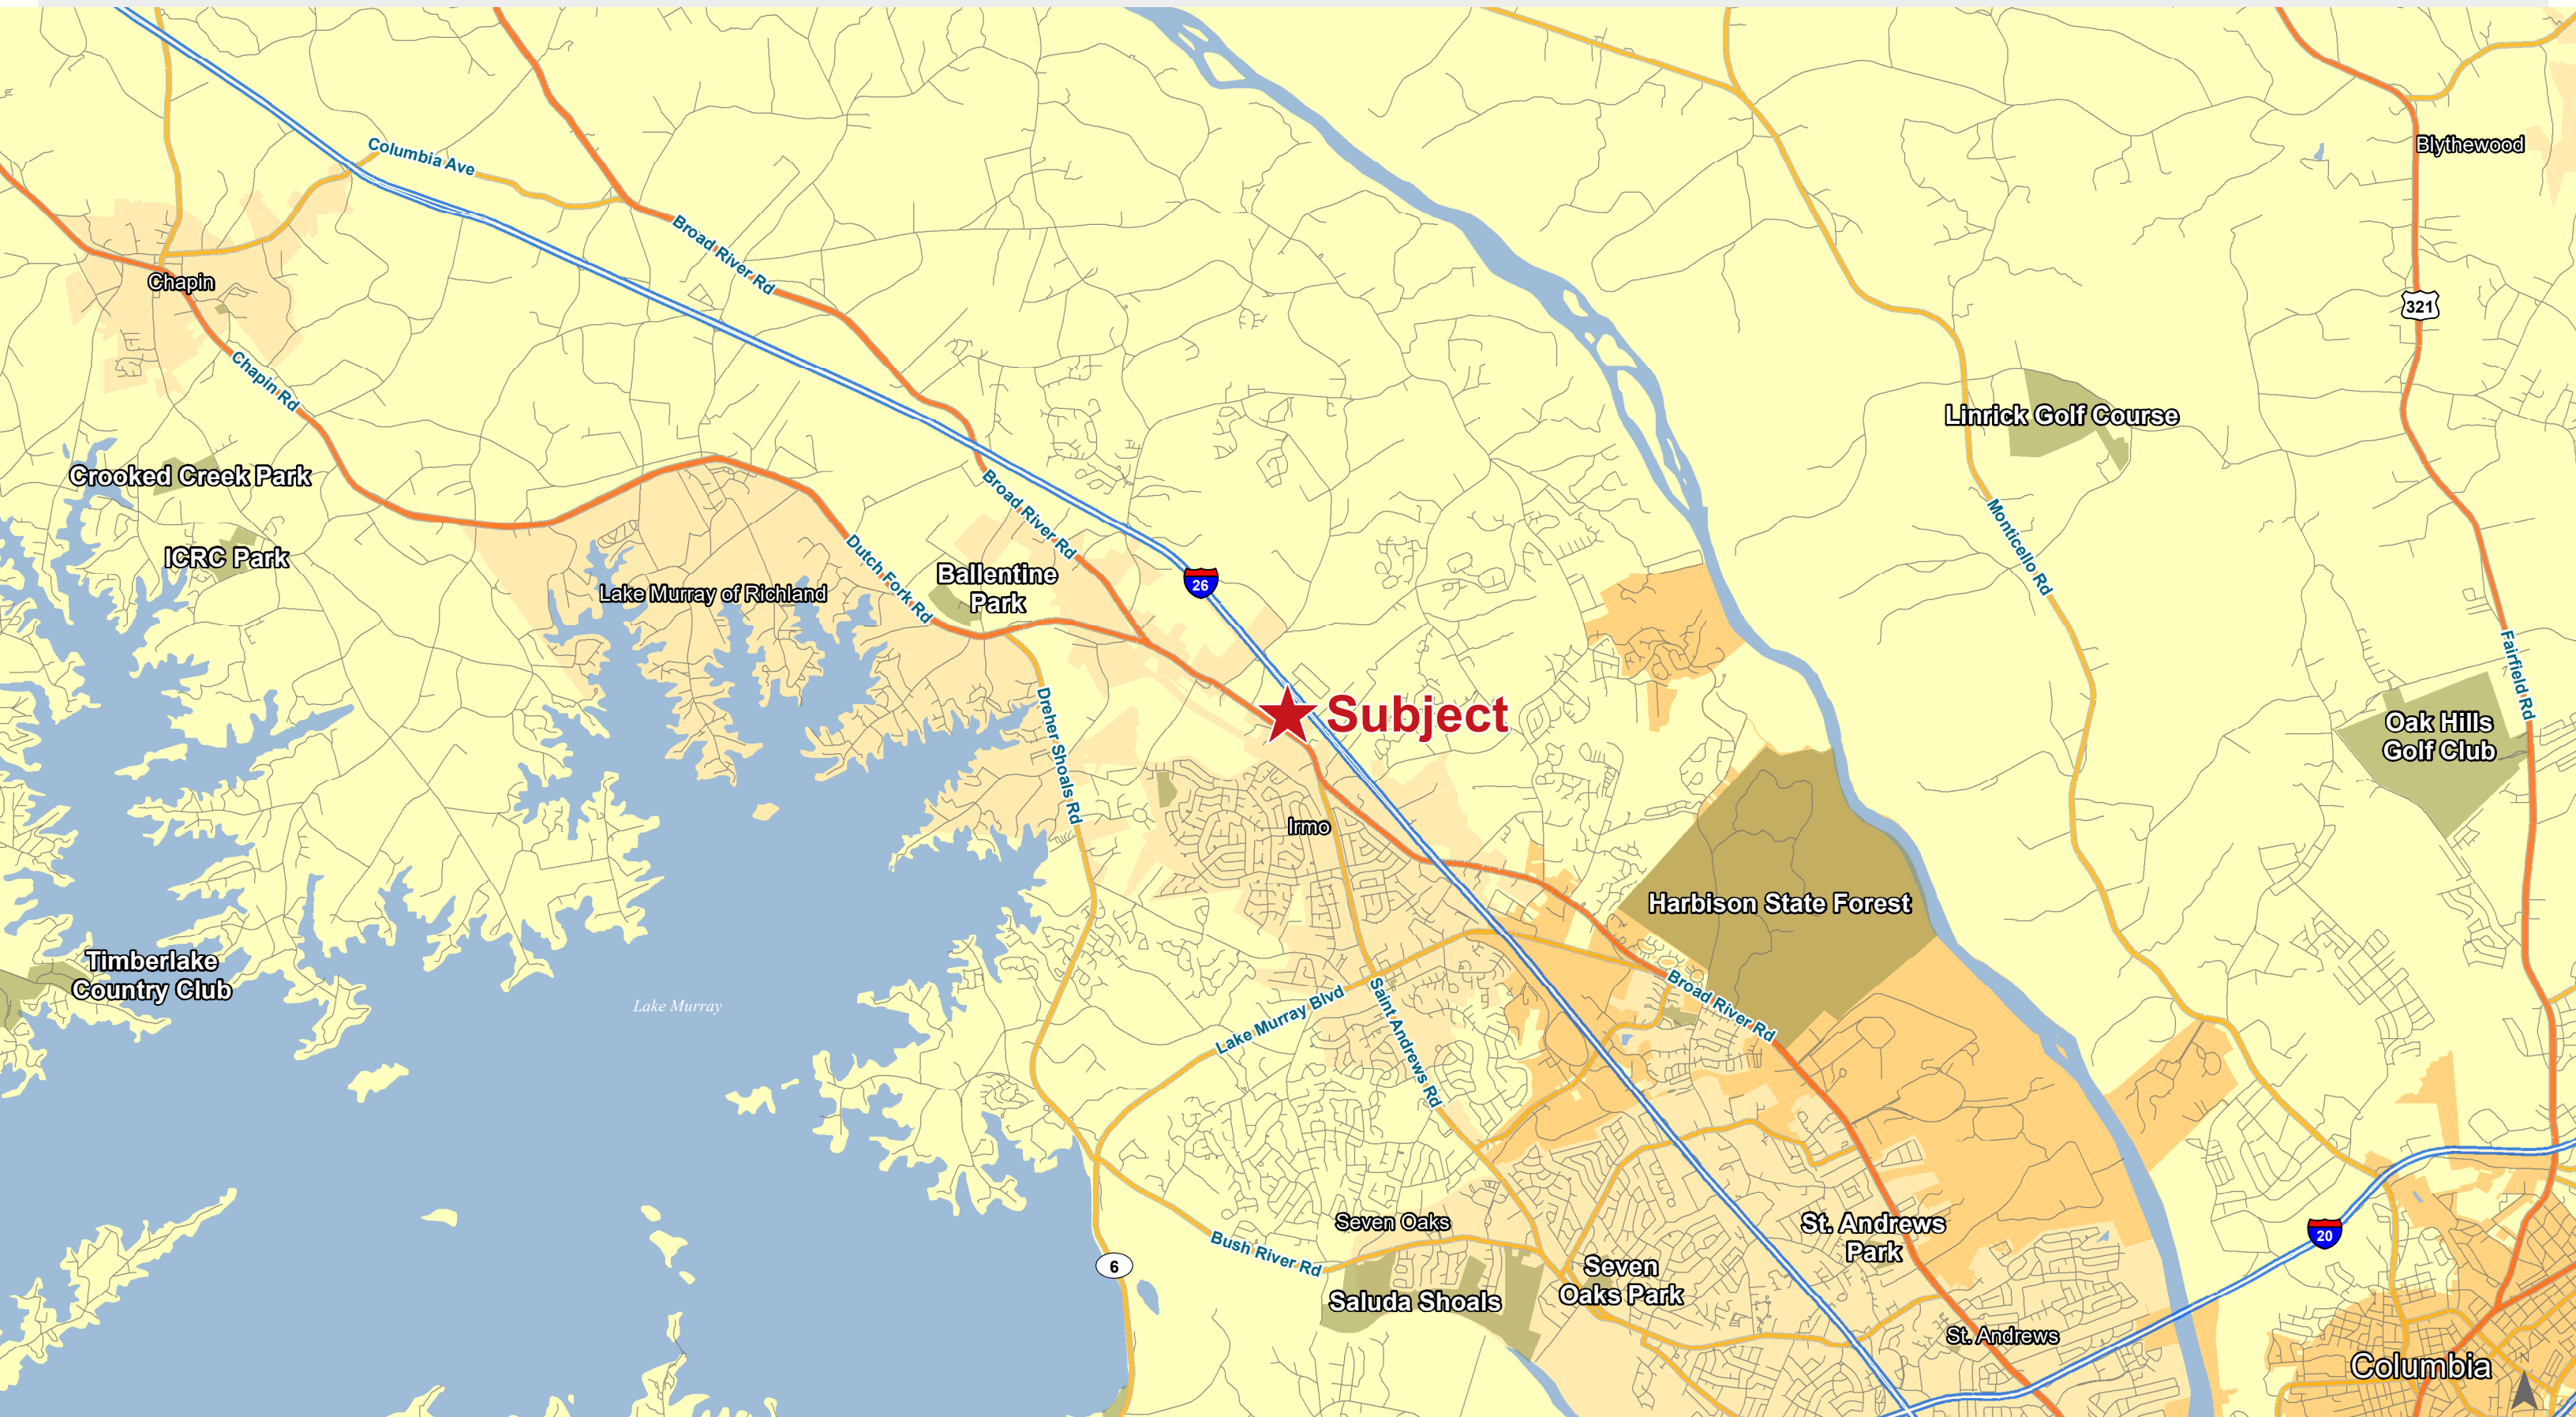 Columbia Ave
Blythewood
Broad River Rd
Chapin
321
Chapin Rd
Linrick Golf Course
Crooked Creek Park
Broad River Rd
Monticello Rd
ICRC Park
Dutch Fork Rd
Ballentine
Park
26
Lake Murray of Richland
Fairfield Rd
Subject
Dreher Shoals Rd
Oak Hills
Golf Club
Irmo
Harbison State Forest
Timberlake
Country Club
Lake Murray
Lake Murray Blvd
Saint Andrews Rd
Broad River Rd
Seven Oaks
St. Andrews
Park
20
Bush River Rd
6
Seven
Oaks Park
Saluda Shoals
St. Andrews
Columbia